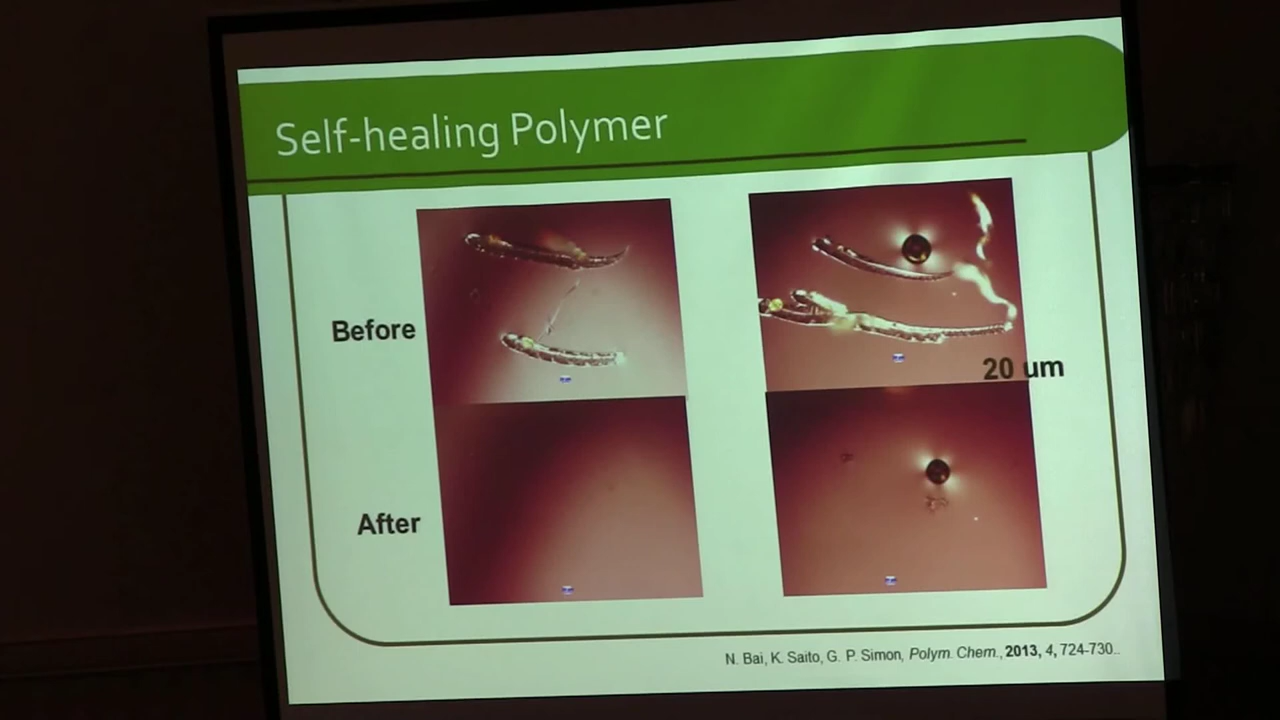 Self-healing Polymer
Before
20 um
After
N. Bai, K. Saito, G. P. Simon, Polym. Chem., 2013, 4, 724-730..